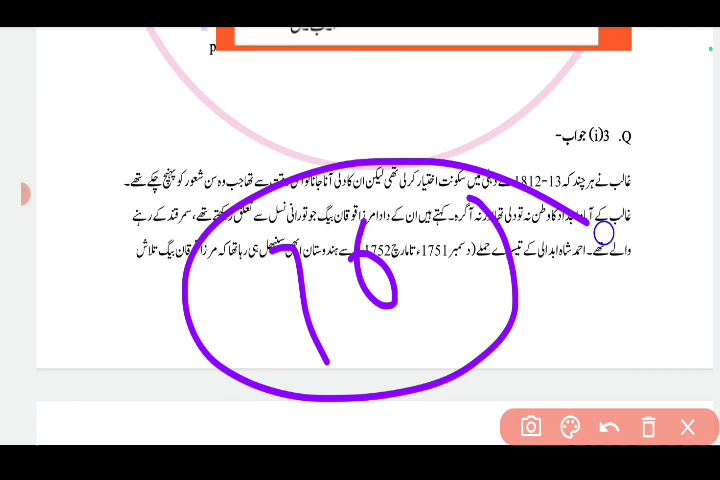 p
Q. 3(i) جواب-
غالب نے ہر چند کہ 13-1812 سے دہلی میں سکونت اختیار کر لی تھی لیکن ان کا دلی آنا جانا تو اس وقت سے تھا جب وہ سن شعور کو پہنچ چکے تھے۔
غالب کے آباء و اجداد کا وطن نہ تو دلی تھا اور نہ آگرہ۔ کہتے ہیں ان کے دادا مرزا قوقان بیگ جو تورانی نسل سے تعلق رکھتے تھے، سمرقند کے رہنے
والے تھے۔ احمد شاہ ابدالی کے تیسرے حملے (دسمبر 1751ء تا مارچ 1752 سے ہندوستان ابھی سنبھل ہی رہا تھا کہ مرزا قوقان بیگ تلاش
76